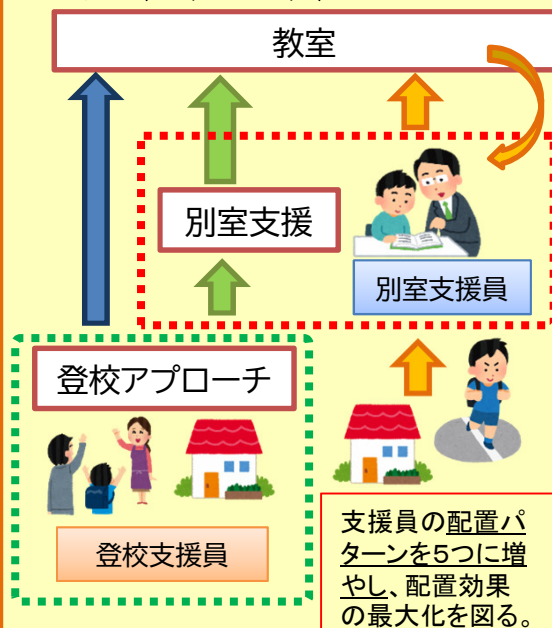 教室
別室支援
別室支援員
登校アプローチ
登校支援員
支援員の配置パ
ターンを5つに増
やし、配置効果
の最大化を図る。